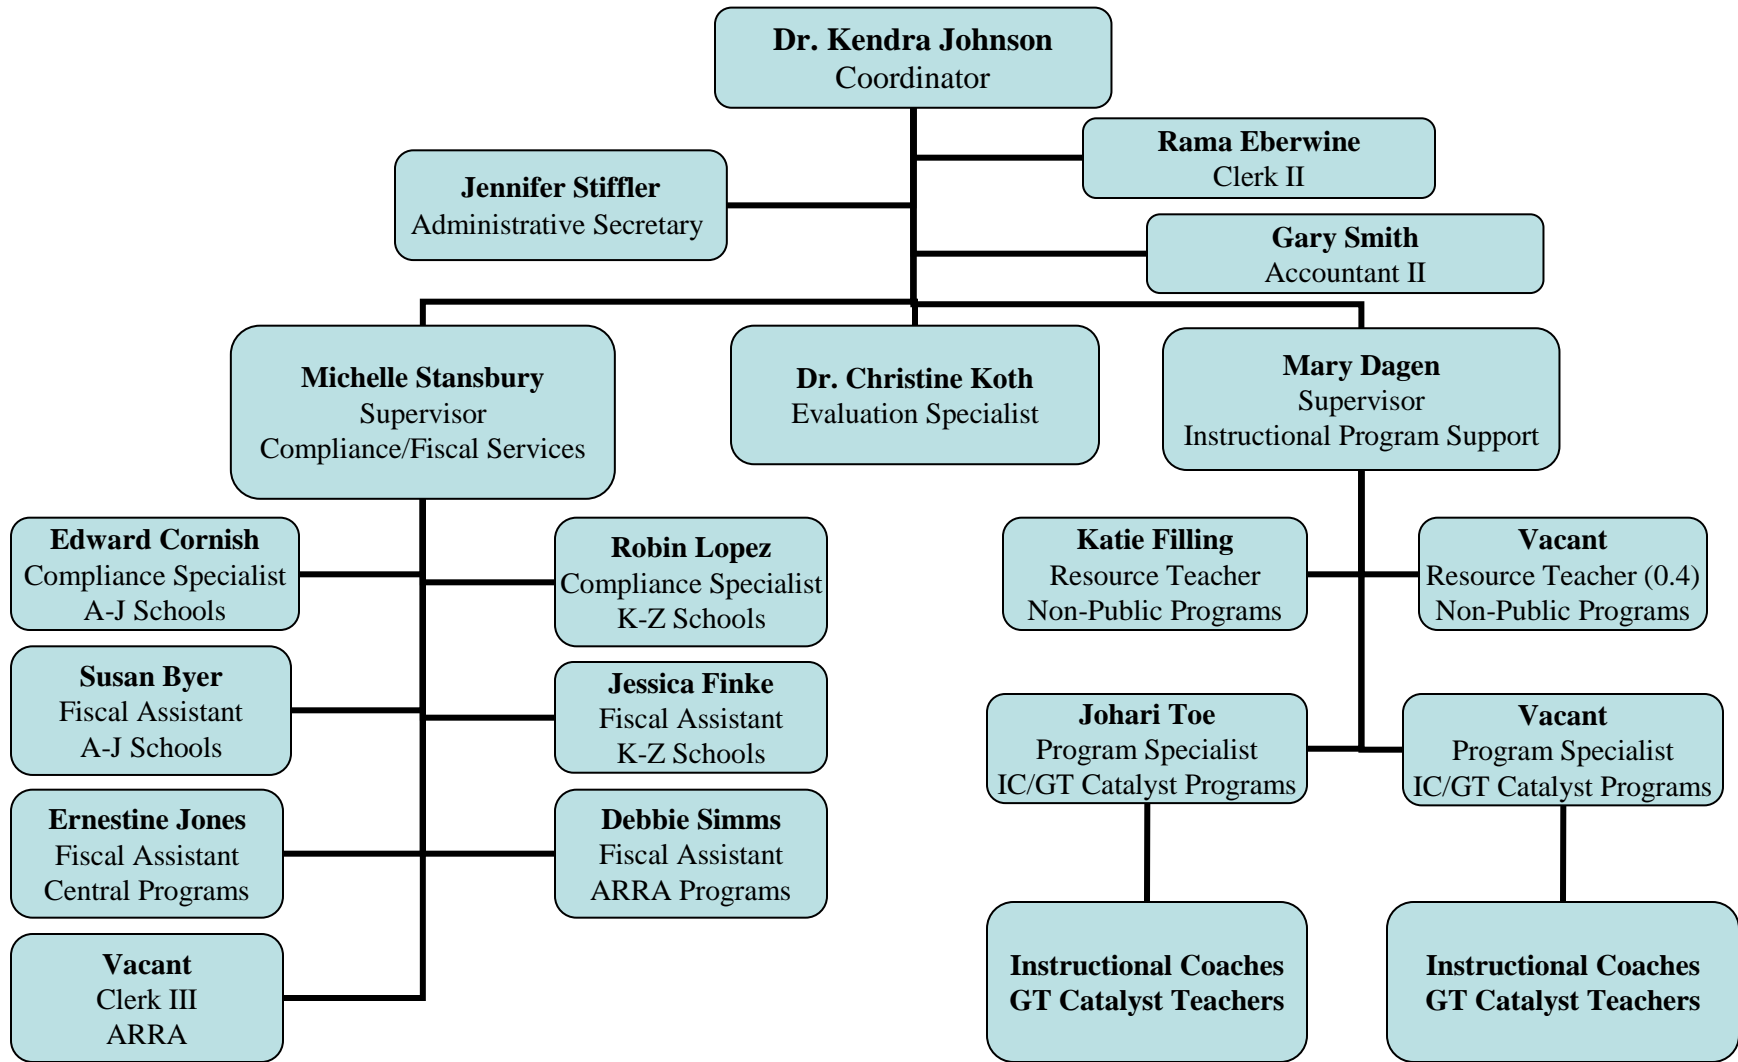 Dr. Kendra Johnson
Coordinator
Rama Eberwine
Clerk II
Jennifer Stiffler
Administrative Secretary
Gary Smith
Accountant II
Michelle Stansbury
Supervisor
Compliance/Fiscal Services
Dr. Christine Koth
Evaluation Specialist
Mary Dagen
Supervisor
Instructional Program Support
Edward Cornish
Compliance Specialist
A-J Schools
Robin Lopez
Compliance Specialist
K-Z Schools
Katie Filling
Resource Teacher
Non-Public Programs
Vacant
Resource Teacher (0.4)
Non-Public Programs
Susan Byer
Fiscal Assistant
A-J Schools
Jessica Finke
Fiscal Assistant
K-Z Schools
Johari Toe
Program Specialist
IC/GT Catalyst Programs
Vacant
Program Specialist
IC/GT Catalyst Programs
Ernestine Jones
Fiscal Assistant
Central Programs
Debbie Simms
Fiscal Assistant
ARRA Programs
Vacant
Clerk III
ARRA
Instructional Coaches
GT Catalyst Teachers
Instructional Coaches
GT Catalyst Teachers